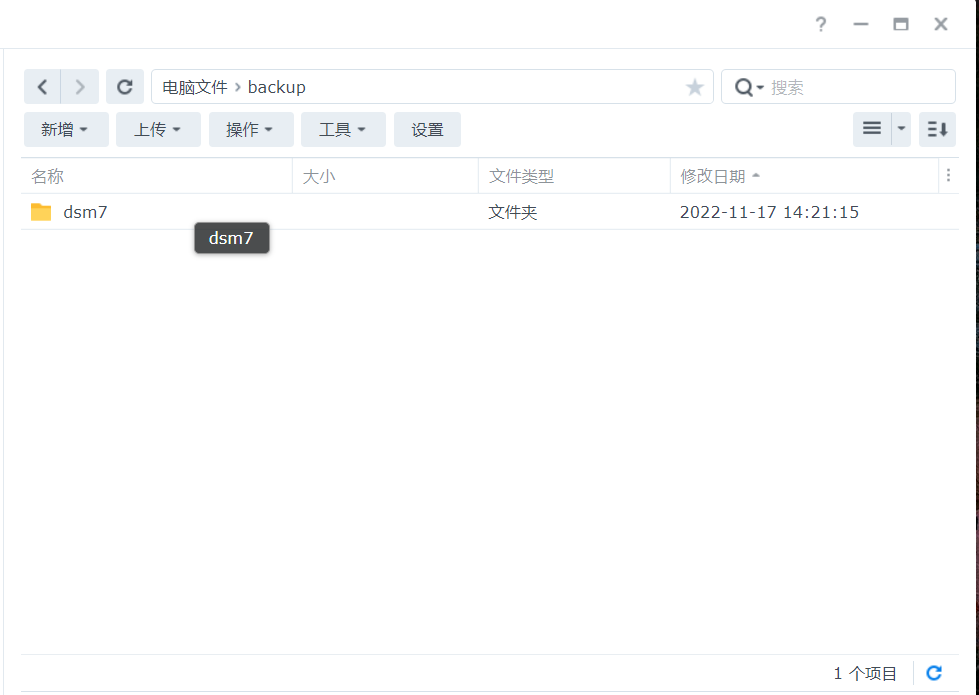 ?
电脑文件 › backup
搜索
新增 上传 操作 工具 设置
名称 大小 文件类型 修改日期
dsm7 文件夹 2022-11-17 14:21:15
dsm7
1 个项目